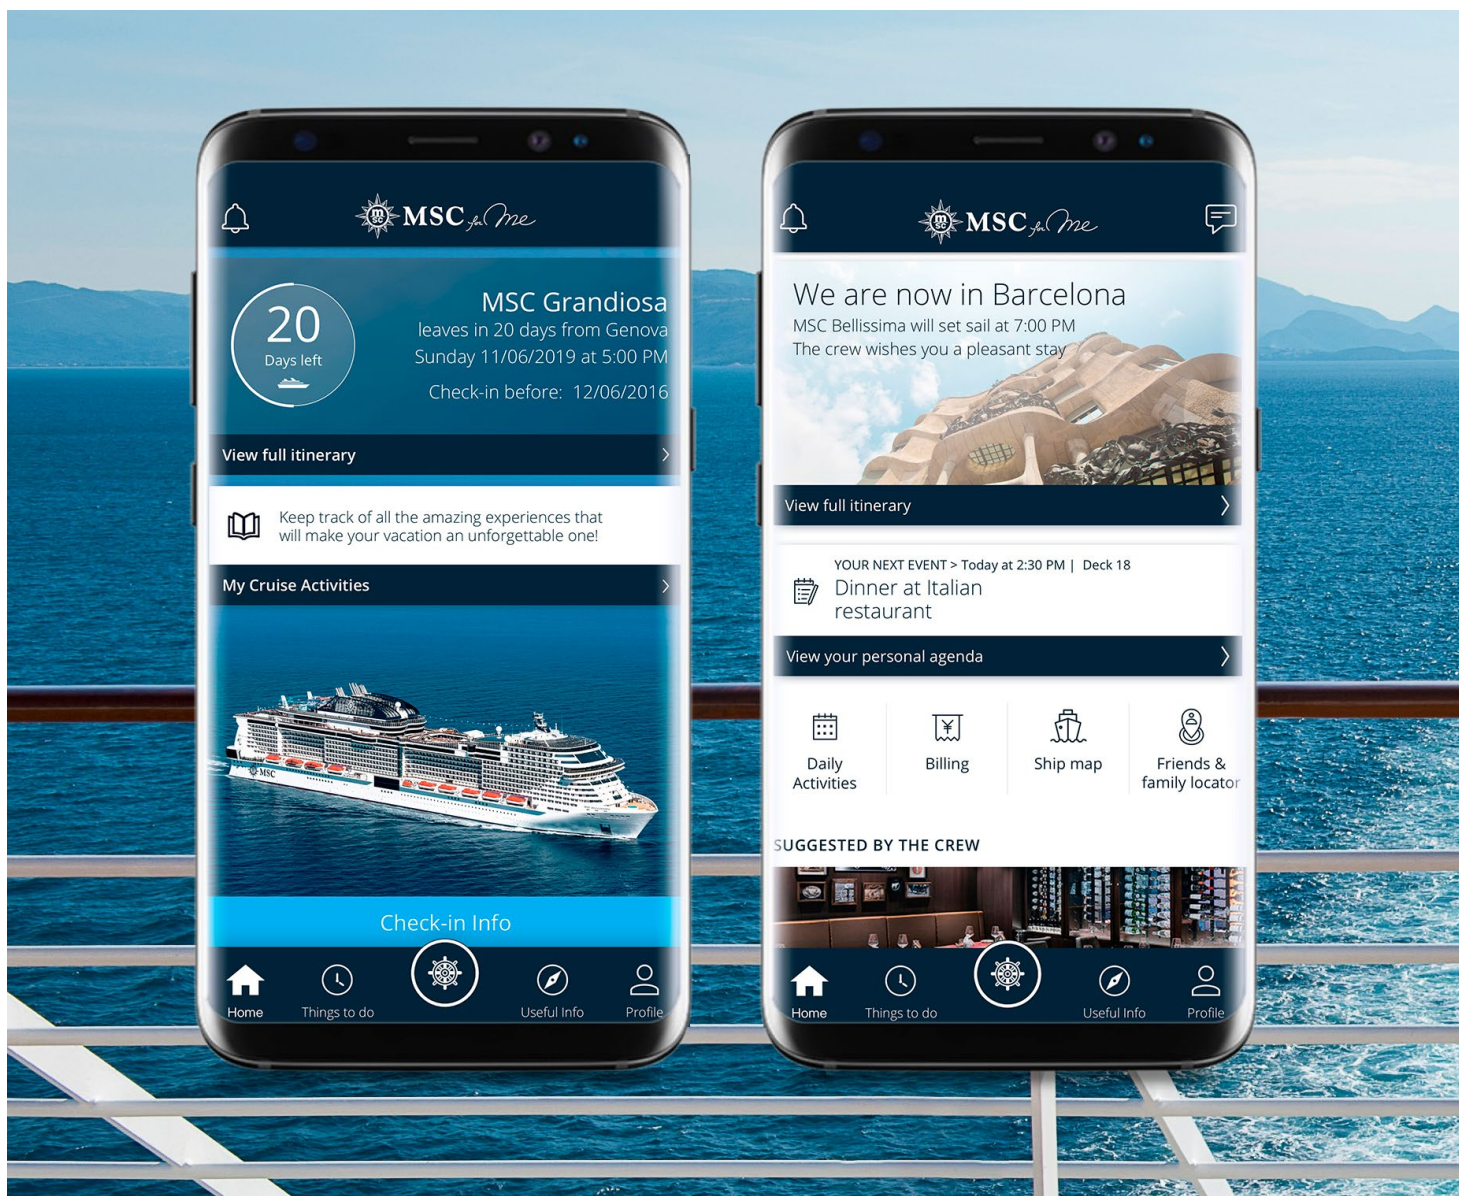 MSC for Me
20
Days left
MSC Grandiosa
leaves in 20 days from Genova
Sunday 11/06/2019 at 5:00 PM
Check-in before: 12/06/2016
View full itinerary
Keep track of all the amazing experiences that
will make your vacation an unforgettable one!
My Cruise Activities
MSC
Check-in Info
Home
Things to do
Useful Info
Profile
MSC for Me
We are now in Barcelona
MSC Bellissima will set sail at 7:00 PM
The crew wishes you a pleasant stay
View full itinerary
YOUR NEXT EVENT > Today at 2:30 PM | Deck 18
Dinner at Italian
restaurant
View your personal agenda
Daily
Activities
Billing
Ship map
Friends &
family locator
SUGGESTED BY THE CREW
Home
Things to do
Useful Info
Profile